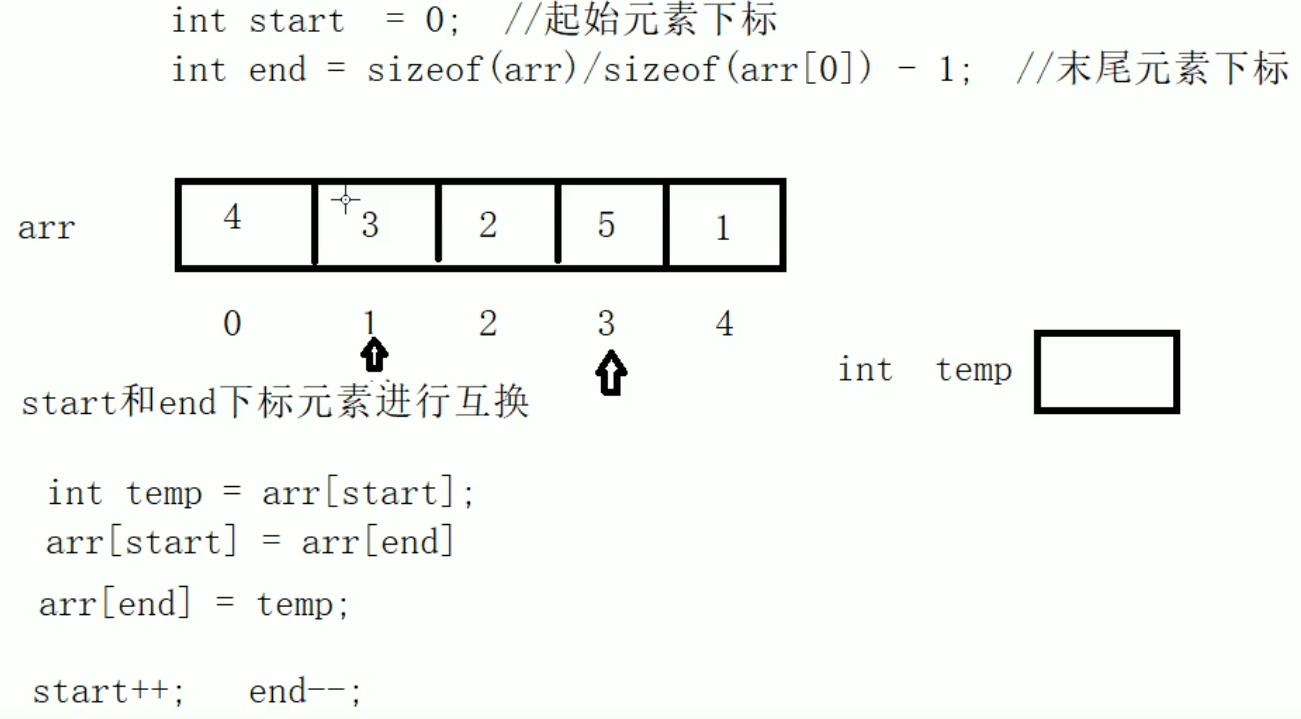 int start = 0; //起始元素下标
int end = sizeof(arr)/sizeof(arr[0]) - 1; //末尾元素下标
arr 4 3 2 5 1
0 1 2 3 4
int temp
start和end下标元素进行互换
int temp = arr[start];
arr[start] = arr[end]
arr[end] = temp;
start++; end--;